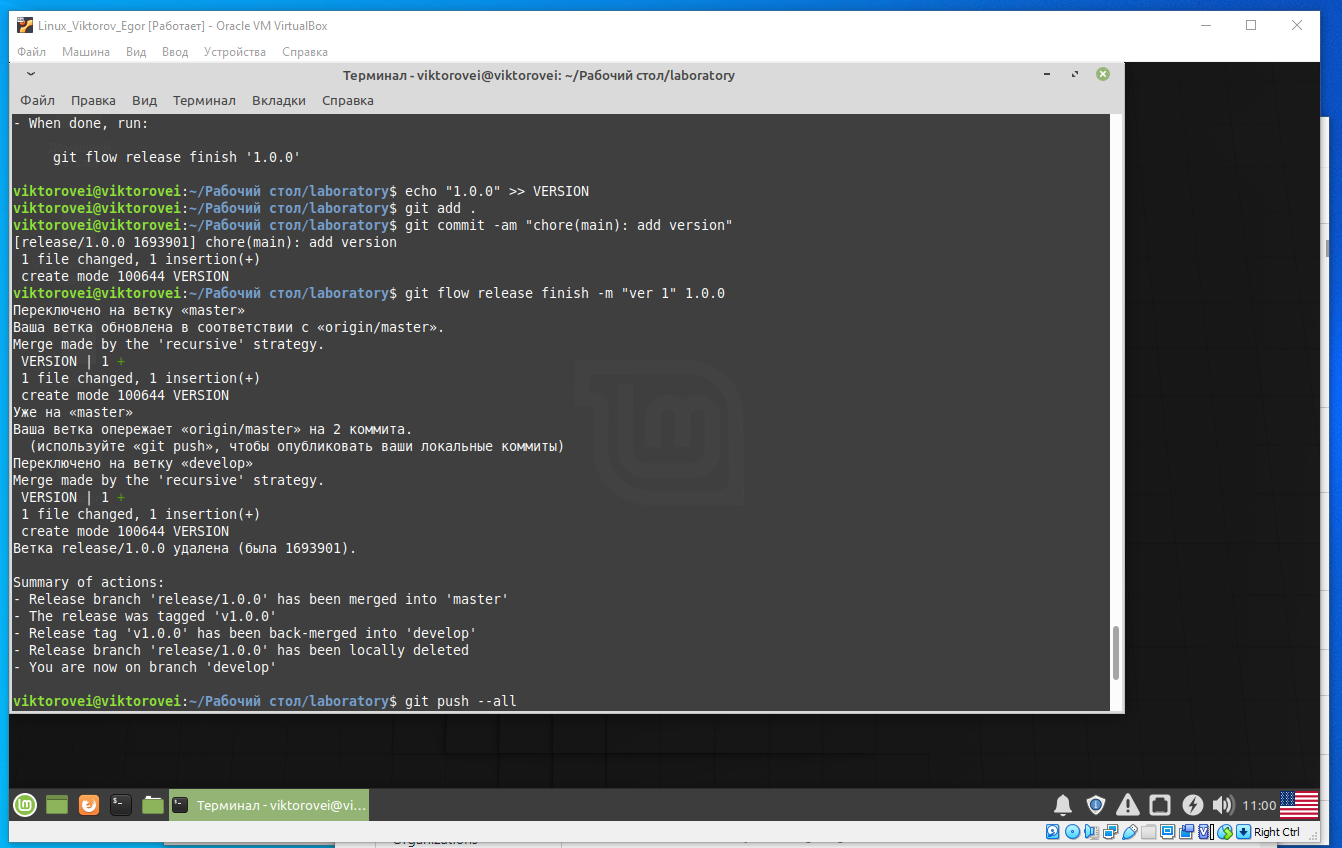 Linux_Viktorov_Egor [Работает] - Oracle VM VirtualBox
Файл Машина Вид Ввод Устройства Справка
Терминал - viktorovei@viktorovei: ~/Рабочий стол/laboratory
Файл Правка Вид Терминал Вкладки Справка
- When done, run:
git flow release finish '1.0.0'
viktorovei@viktorovei:~/Рабочий стол/laboratory$ echo "1.0.0" >> VERSION
viktorovei@viktorovei:~/Рабочий стол/laboratory$ git add .
viktorovei@viktorovei:~/Рабочий стол/laboratory$ git commit -am "chore(main): add version"
[release/1.0.0 1693901] chore(main): add version
1 file changed, 1 insertion(+)
create mode 100644 VERSION
viktorovei@viktorovei:~/Рабочий стол/laboratory$ git flow release finish -m "ver 1" 1.0.0
Переключено на ветку «master»
Ваша ветка обновлена в соответствии с «origin/master».
Merge made by the 'recursive' strategy.
VERSION | 1 +
1 file changed, 1 insertion(+)
create mode 100644 VERSION
Уже на «master»
Ваша ветка опережает «origin/master» на 2 коммита.
(используйте «git push», чтобы опубликовать ваши локальные коммиты)
Переключено на ветку «develop»
Merge made by the 'recursive' strategy.
VERSION | 1 +
1 file changed, 1 insertion(+)
create mode 100644 VERSION
Ветка release/1.0.0 удалена (была 1693901).
Summary of actions:
- Release branch 'release/1.0.0' has been merged into 'master'
- The release was tagged 'v1.0.0'
- Release tag 'v1.0.0' has been back-merged into 'develop'
- Release branch 'release/1.0.0' has been locally deleted
- You are now on branch 'develop'
viktorovei@viktorovei:~/Рабочий стол/laboratory$ git push --all
Терминал - viktorovei@vi...
11:00
Right Ctrl
Organizations